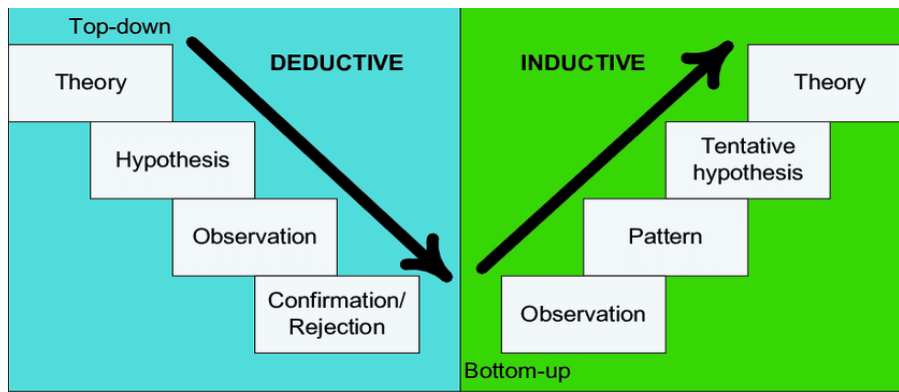 Top-down
DEDUCTIVE
Theory
Hypothesis
Observation
Confirmation/
Rejection
INDUCTIVE
Theory
Tentative
hypothesis
Pattern
Observation
Bottom-up